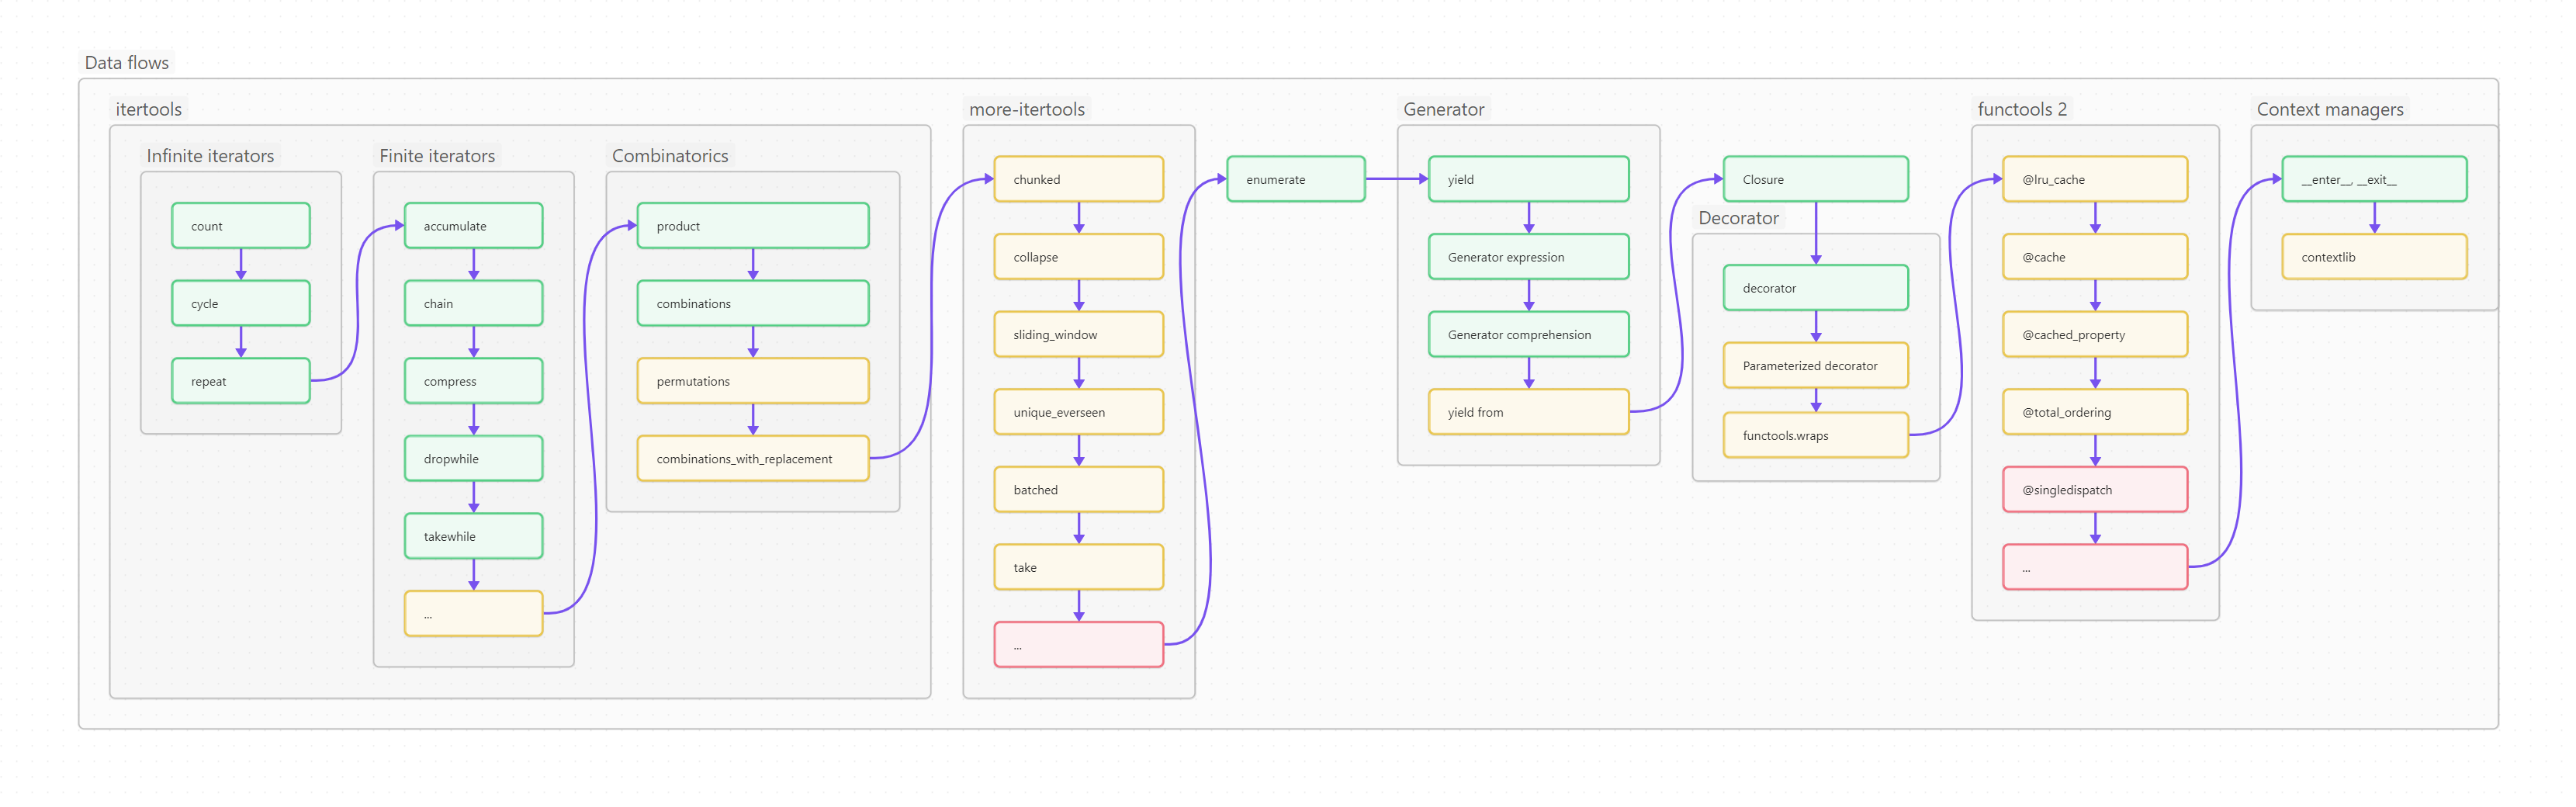 Data flows
itertools
Infinite iterators
count
cycle
repeat
Finite iterators
accumulate
chain
compress
dropwhile
takewhile
...
Combinatorics
product
combinations
permutations
combinations_with_replacement
more-itertools
chunked
collapse
sliding_window
unique_everseen
batched
take
...
enumerate
Generator
yield
Generator expression
Generator comprehension
yield from
Closure
Decorator
decorator
Parameterized decorator
functools.wraps
functools 2
@lru_cache
@cache
@cached_property
@total_ordering
@singledispatch
...
Context managers
__enter__, __exit__
contextlib